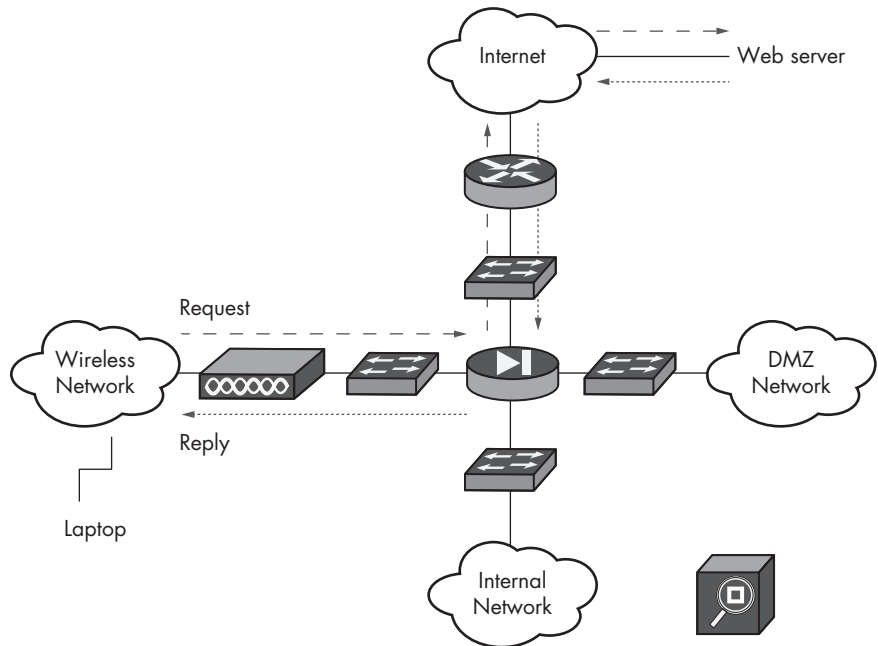 Internet
Web server
Request
Wireless
Network
DMZ
Network
Reply
Laptop
Internal
Network